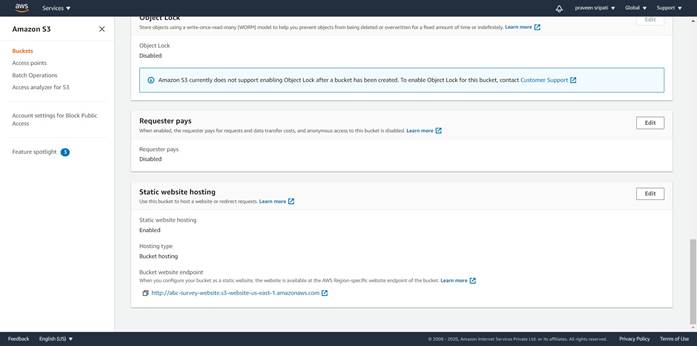 aws
Services
praveen sripati
Global
Support
Amazon S3
Buckets
Access points
Batch Operations
Access analyzer for S3
Account settings for Block Public
Access
Feature spotlight 3
Object Lock
Edit
Store objects using a write-once-read-many (WORM) model to help you prevent objects from being deleted or overwritten for a fixed amount of time or indefinitely. Learn more
Object Lock
Disabled
Amazon S3 currently does not support enabling Object Lock after a bucket has been created. To enable Object Lock for this bucket, contact Customer Support
Requester pays
Edit
When enabled, the requester pays for requests and data transfer costs, and anonymous access to this bucket is disabled. Learn more
Requester pays
Disabled
Static website hosting
Edit
Use this bucket to host a website or redirect requests. Learn more
Static website hosting
Enabled
Hosting type
Bucket hosting
Bucket website endpoint
When you configure your bucket as a static website, the website is available at the AWS Region-specific website endpoint of the bucket. Learn more
http://abc-survey-website.s3-website-us-east-1.amazonaws.com
Feedback
English (US)
© 2008 - 2020, Amazon Internet Services Private Ltd. or its affiliates. All rights reserved.
Privacy Policy
Terms of Use